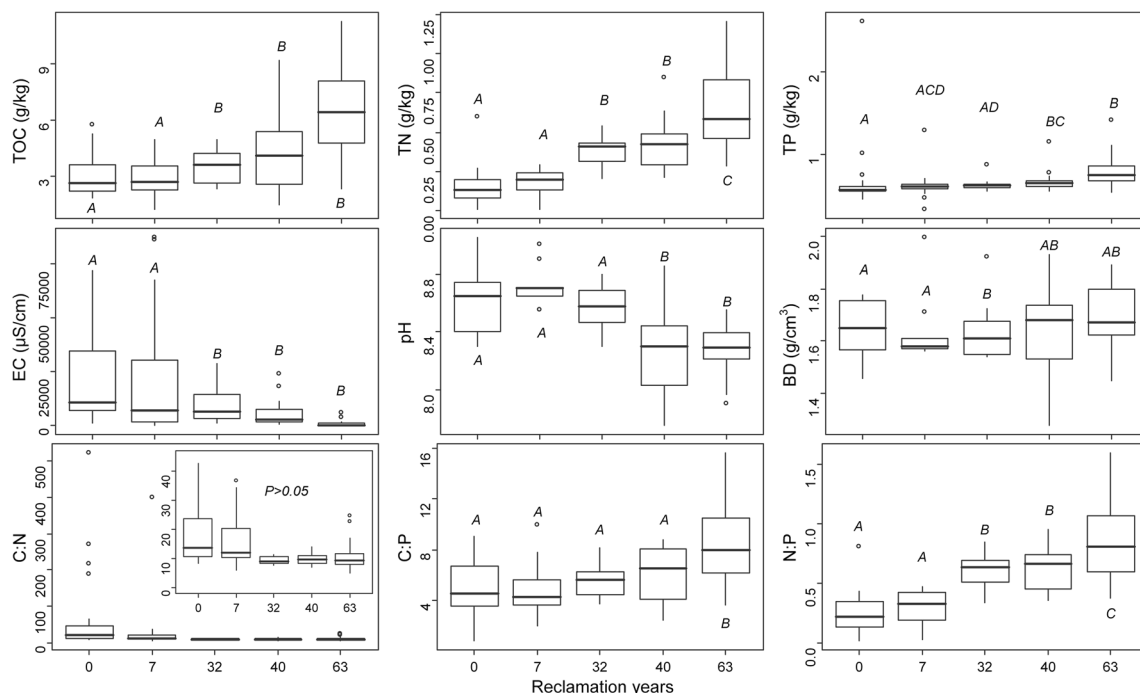 TOC (g/kg)
9
6
3
A
A
B
B
B
TN (g/kg)
1.25
1.00
0.75
0.50
0.25
0.00
A
A
B
B
C
TP (g/kg)
2
1
A
ACD
AD
BC
B
EC (μS/cm)
75000
50000
25000
0
A
A
B
B
B
pH
8.8
8.4
8.0
A
A
A
B
B
BD (g/cm³)
2.0
1.8
1.6
1.4
A
A
B
AB
AB
C:N
500
400
300
200
100
0
40
30
20
10
0
P>0.05
0 7 32 40 63
0 7 32 40 63
C:P
16
12
8
4
A
A
A
A
B
0 7 32 40 63
N:P
1.5
1.0
0.5
0.0
A
A
B
B
C
0 7 32 40 63
Reclamation years